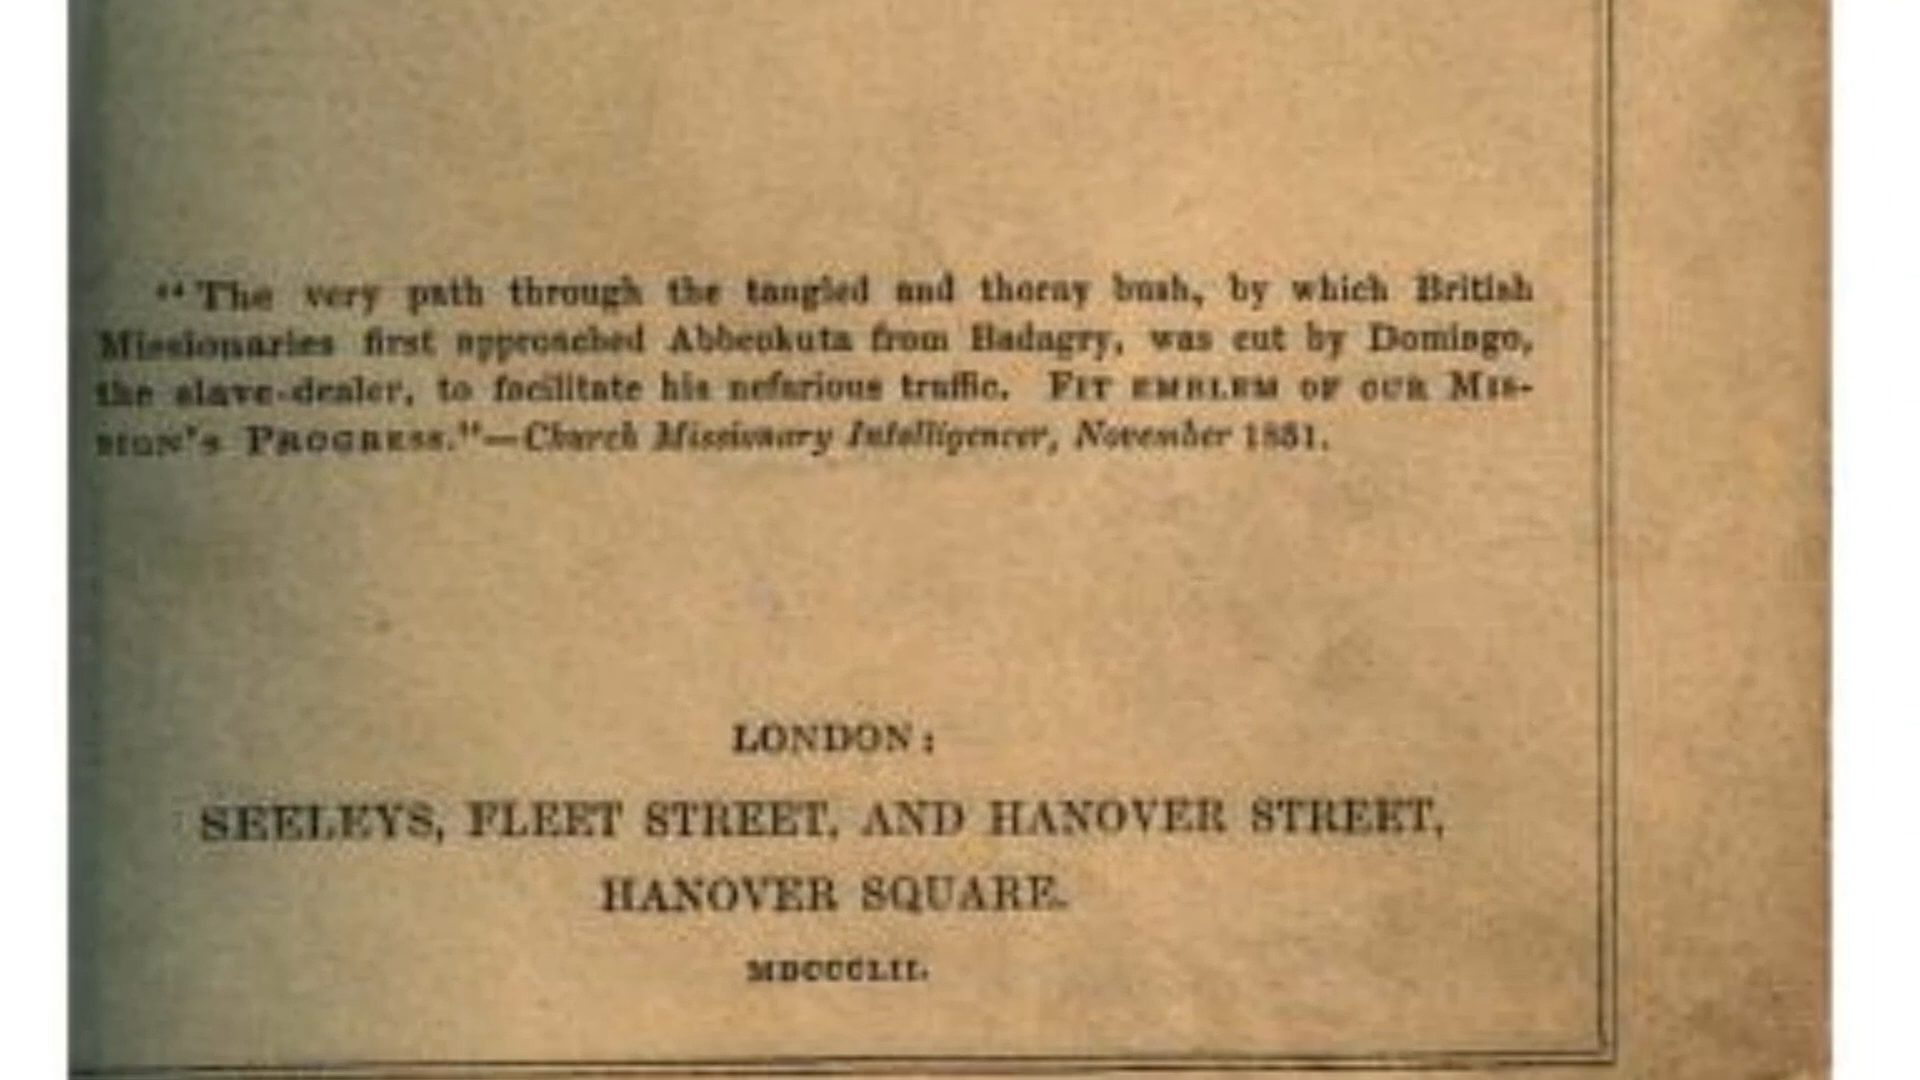 "The very path through the tangled and thorny bush, by which British
Missionaries first approached Abbeokuta from Badagry, was cut by Domingo,
the slave-dealer, to facilitate his nefarious traffic. FIT EMBLEM OF OUR MIS-
SION'S PROGRESS."—Church Missionary Intelligencer, November 1851.
LONDON:
SEELEYS, FLEET STREET, AND HANOVER STREET,
HANOVER SQUARE.
MDCCCLII.